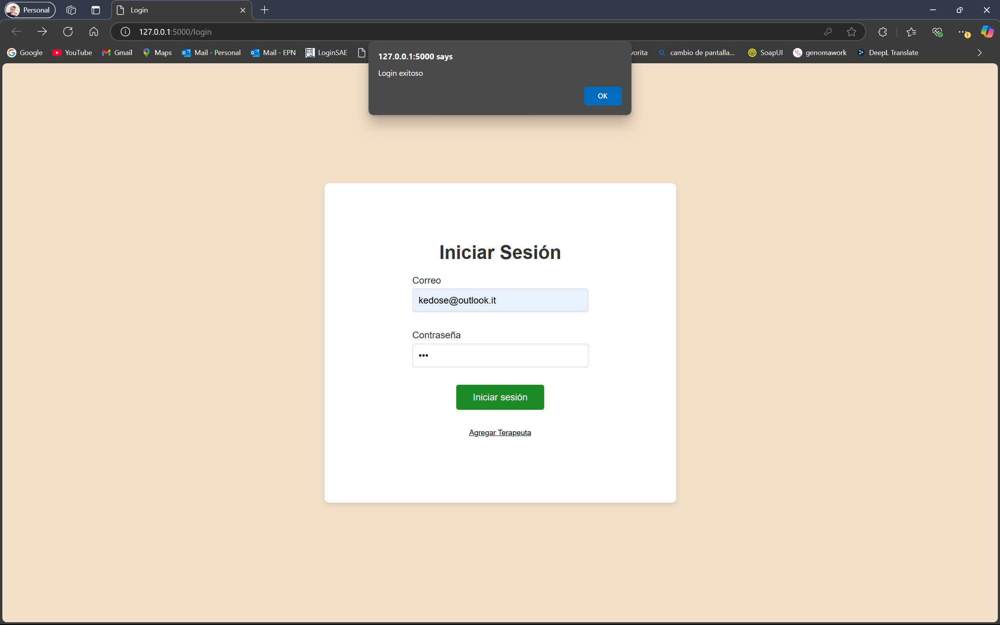 Personal
Login
127.0.0.1:5000/login
Google YouTube Gmail Maps Mail - Personal Mail - EPN LoginSAE vorita cambio de pantalla... SoapUI genomawork DeepL Translate
127.0.0.1:5000 says
Login exitoso
OK
Iniciar Sesión
Correo
kedose@outlook.it
Contraseña
•••
Iniciar sesión
Agregar Terapeuta